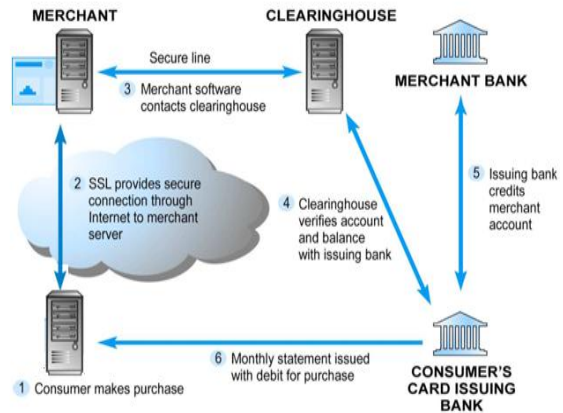 MERCHANT
CLEARINGHOUSE
Secure line
3 Merchant software
contacts clearinghouse
MERCHANT BANK
2 SSL provides secure
connection through
Internet to merchant
server
4 Clearinghouse
verifies account
and balance
with issuing bank
5 Issuing bank
credits
merchant
account
6 Monthly statement issued
with debit for purchase
1 Consumer makes purchase
CONSUMER'S
CARD ISSUING
BANK